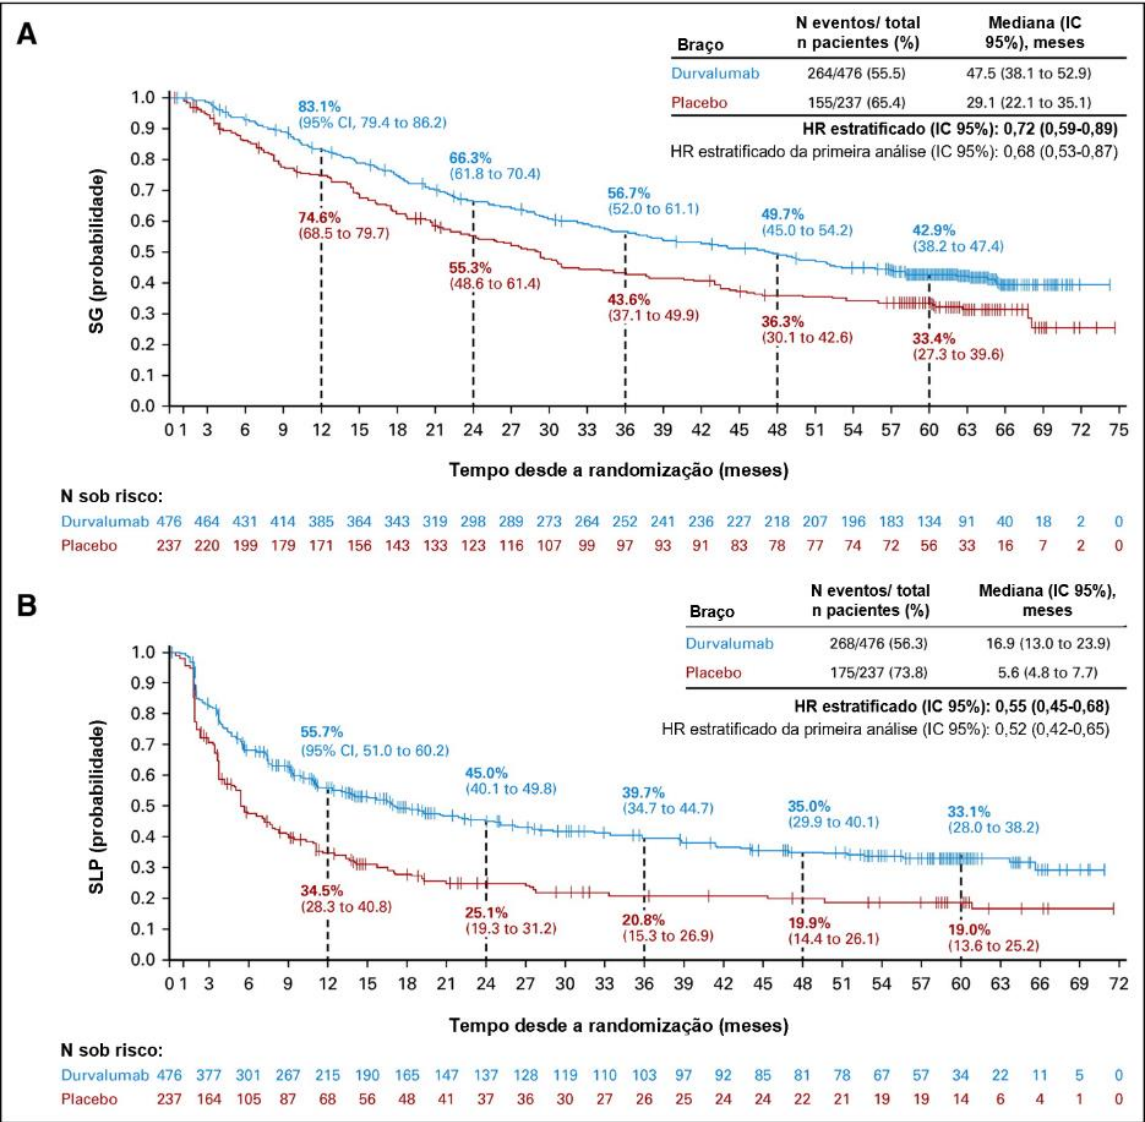 A
Braço N eventos/ total n pacientes (%) Mediana (IC 95%), meses
Durvalumab 264/476 (55.5) 47.5 (38.1 to 52.9)
Placebo 155/237 (65.4) 29.1 (22.1 to 35.1)
HR estratificado (IC 95%): 0,72 (0,59-0,89)
HR estratificado da primeira análise (IC 95%): 0,68 (0,53-0,87)
SG (probabilidade)
1.0
0.9
0.8
0.7
0.6
0.5
0.4
0.3
0.2
0.1
0.0
83.1%
(95% CI, 79.4 to 86.2)
66.3%
(61.8 to 70.4)
56.7%
(52.0 to 61.1)
49.7%
(45.0 to 54.2)
42.9%
(38.2 to 47.4)
74.6%
(68.5 to 79.7)
55.3%
(48.6 to 61.4)
43.6%
(37.1 to 49.9)
36.3%
(30.1 to 42.6)
33.4%
(27.3 to 39.6)
0 1 3 6 9 12 15 18 21 24 27 30 33 36 39 42 45 48 51 54 57 60 63 66 69 72 75
Tempo desde a randomização (meses)
N sob risco:
Durvalumab 476 464 431 414 385 364 343 319 298 289 273 264 252 241 236 227 218 207 196 183 134 91 40 18 2 0
Placebo 237 220 199 179 171 156 143 133 123 116 107 99 97 93 91 83 78 77 74 72 56 33 16 7 2 0
B
Braço N eventos/ total n pacientes (%) Mediana (IC 95%), meses
Durvalumab 268/476 (56.3) 16.9 (13.0 to 23.9)
Placebo 175/237 (73.8) 5.6 (4.8 to 7.7)
HR estratificado (IC 95%): 0,55 (0,45-0,68)
HR estratificado da primeira análise (IC 95%): 0,52 (0,42-0,65)
SLP (probabilidade)
1.0
0.9
0.8
0.7
0.6
0.5
0.4
0.3
0.2
0.1
0.0
55.7%
(95% CI, 51.0 to 60.2)
45.0%
(40.1 to 49.8)
39.7%
(34.7 to 44.7)
35.0%
(29.9 to 40.1)
33.1%
(28.0 to 38.2)
34.5%
(28.3 to 40.8)
25.1%
(19.3 to 31.2)
20.8%
(15.3 to 26.9)
19.9%
(14.4 to 26.1)
19.0%
(13.6 to 25.2)
0 1 3 6 9 12 15 18 21 24 27 30 33 36 39 42 45 48 51 54 57 60 63 66 69 72
Tempo desde a randomização (meses)
N sob risco:
Durvalumab 476 377 301 267 215 190 165 147 137 128 119 110 103 97 92 85 81 78 67 57 34 22 11 5 0
Placebo 237 164 105 87 68 56 48 41 37 36 30 27 26 25 24 24 22 21 19 19 14 6 4 1 0